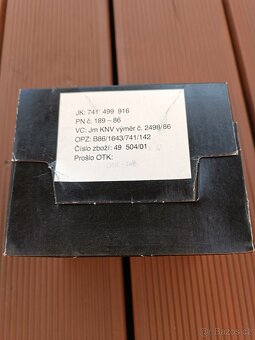 JK: 741 499 916
PN č. 189-86
VC: Jm KNV výměr č. 2498/86
OPZ: B86/1643/741/142
Číslo zboží: 49 504/01
Prošlo OTK: